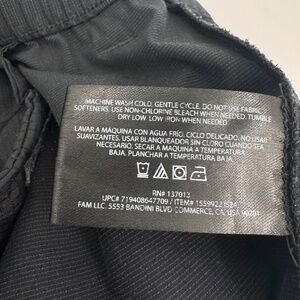 MACHINE WASH COLD. GENTLE CYCLE. DO NOT USE FABRIC
SOFTENERS. USE NON-CHLORINE BLEACH WHEN NEEDED. TUMBLE
DRY LOW. LOW IRON WHEN NEEDED
LAVAR A MAQUINA CON AGUA FRIO. CICLO DELICADO. NO USAR
SUAVIZANTES. USAR BLANQUEADOR SIN CLORO CUANDO SEA
NECESARIO. SECAR A MAQUINA A TEMPERATURA
BAJA. PLANCHAR A TEMPERATURA BAJA.
RN# 137013
UPC# 719408647709 / ITEM# 1559922
FAM LLC. 5553 BANDINI BLVD COMMERCE, CA, USA 90201